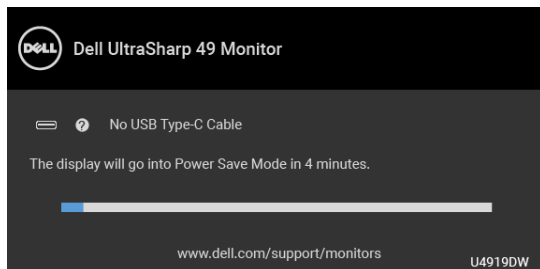 DELL
Dell UltraSharp 49 Monitor
? No USB Type-C Cable
The display will go into Power Save Mode in 4 minutes.
www.dell.com/support/monitors
U4919DW